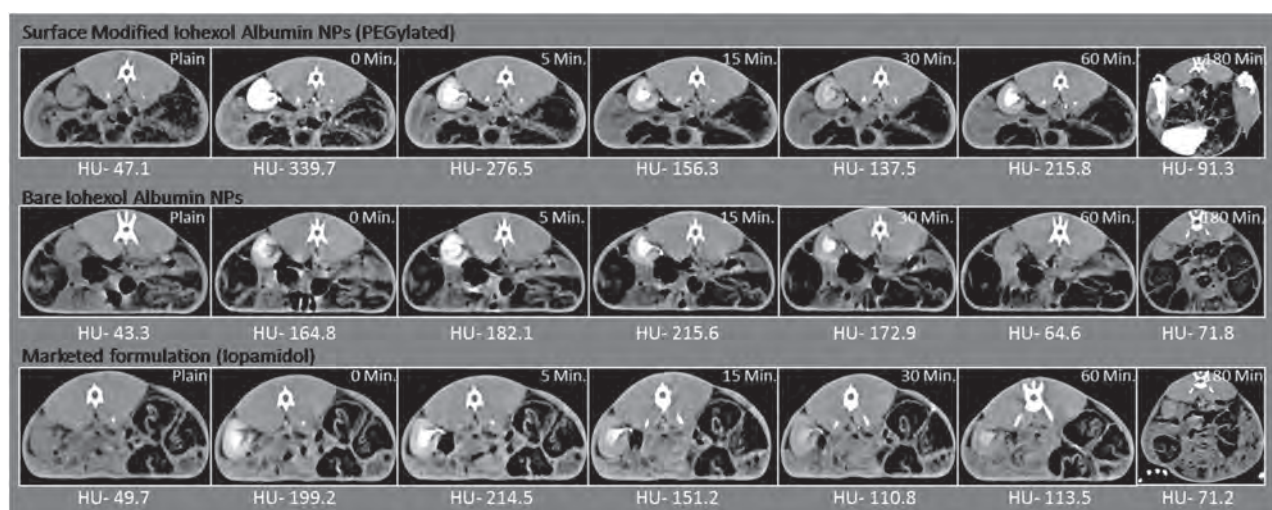 Surface Modified Iohexol Albumin NPs (PEGylated)
Plain 0 Min. 5 Min. 15 Min. 30 Min. 60 Min. 180 Min.
HU- 47.1 HU- 339.7 HU- 276.5 HU- 156.3 HU- 137.5 HU- 215.8 HU- 91.3
Bare Iohexol Albumin NPs
Plain 0 Min. 5 Min. 15 Min. 30 Min. 60 Min. 180 Min.
HU- 43.3 HU- 164.8 HU- 182.1 HU- 215.6 HU- 172.9 HU- 64.6 HU- 71.8
Marketed formulation (Iopamidol)
Plain 0 Min. 5 Min. 15 Min. 30 Min. 60 Min. 180 Min.
HU- 49.7 HU- 199.2 HU- 214.5 HU- 151.2 HU- 110.8 HU- 113.5 HU- 71.2